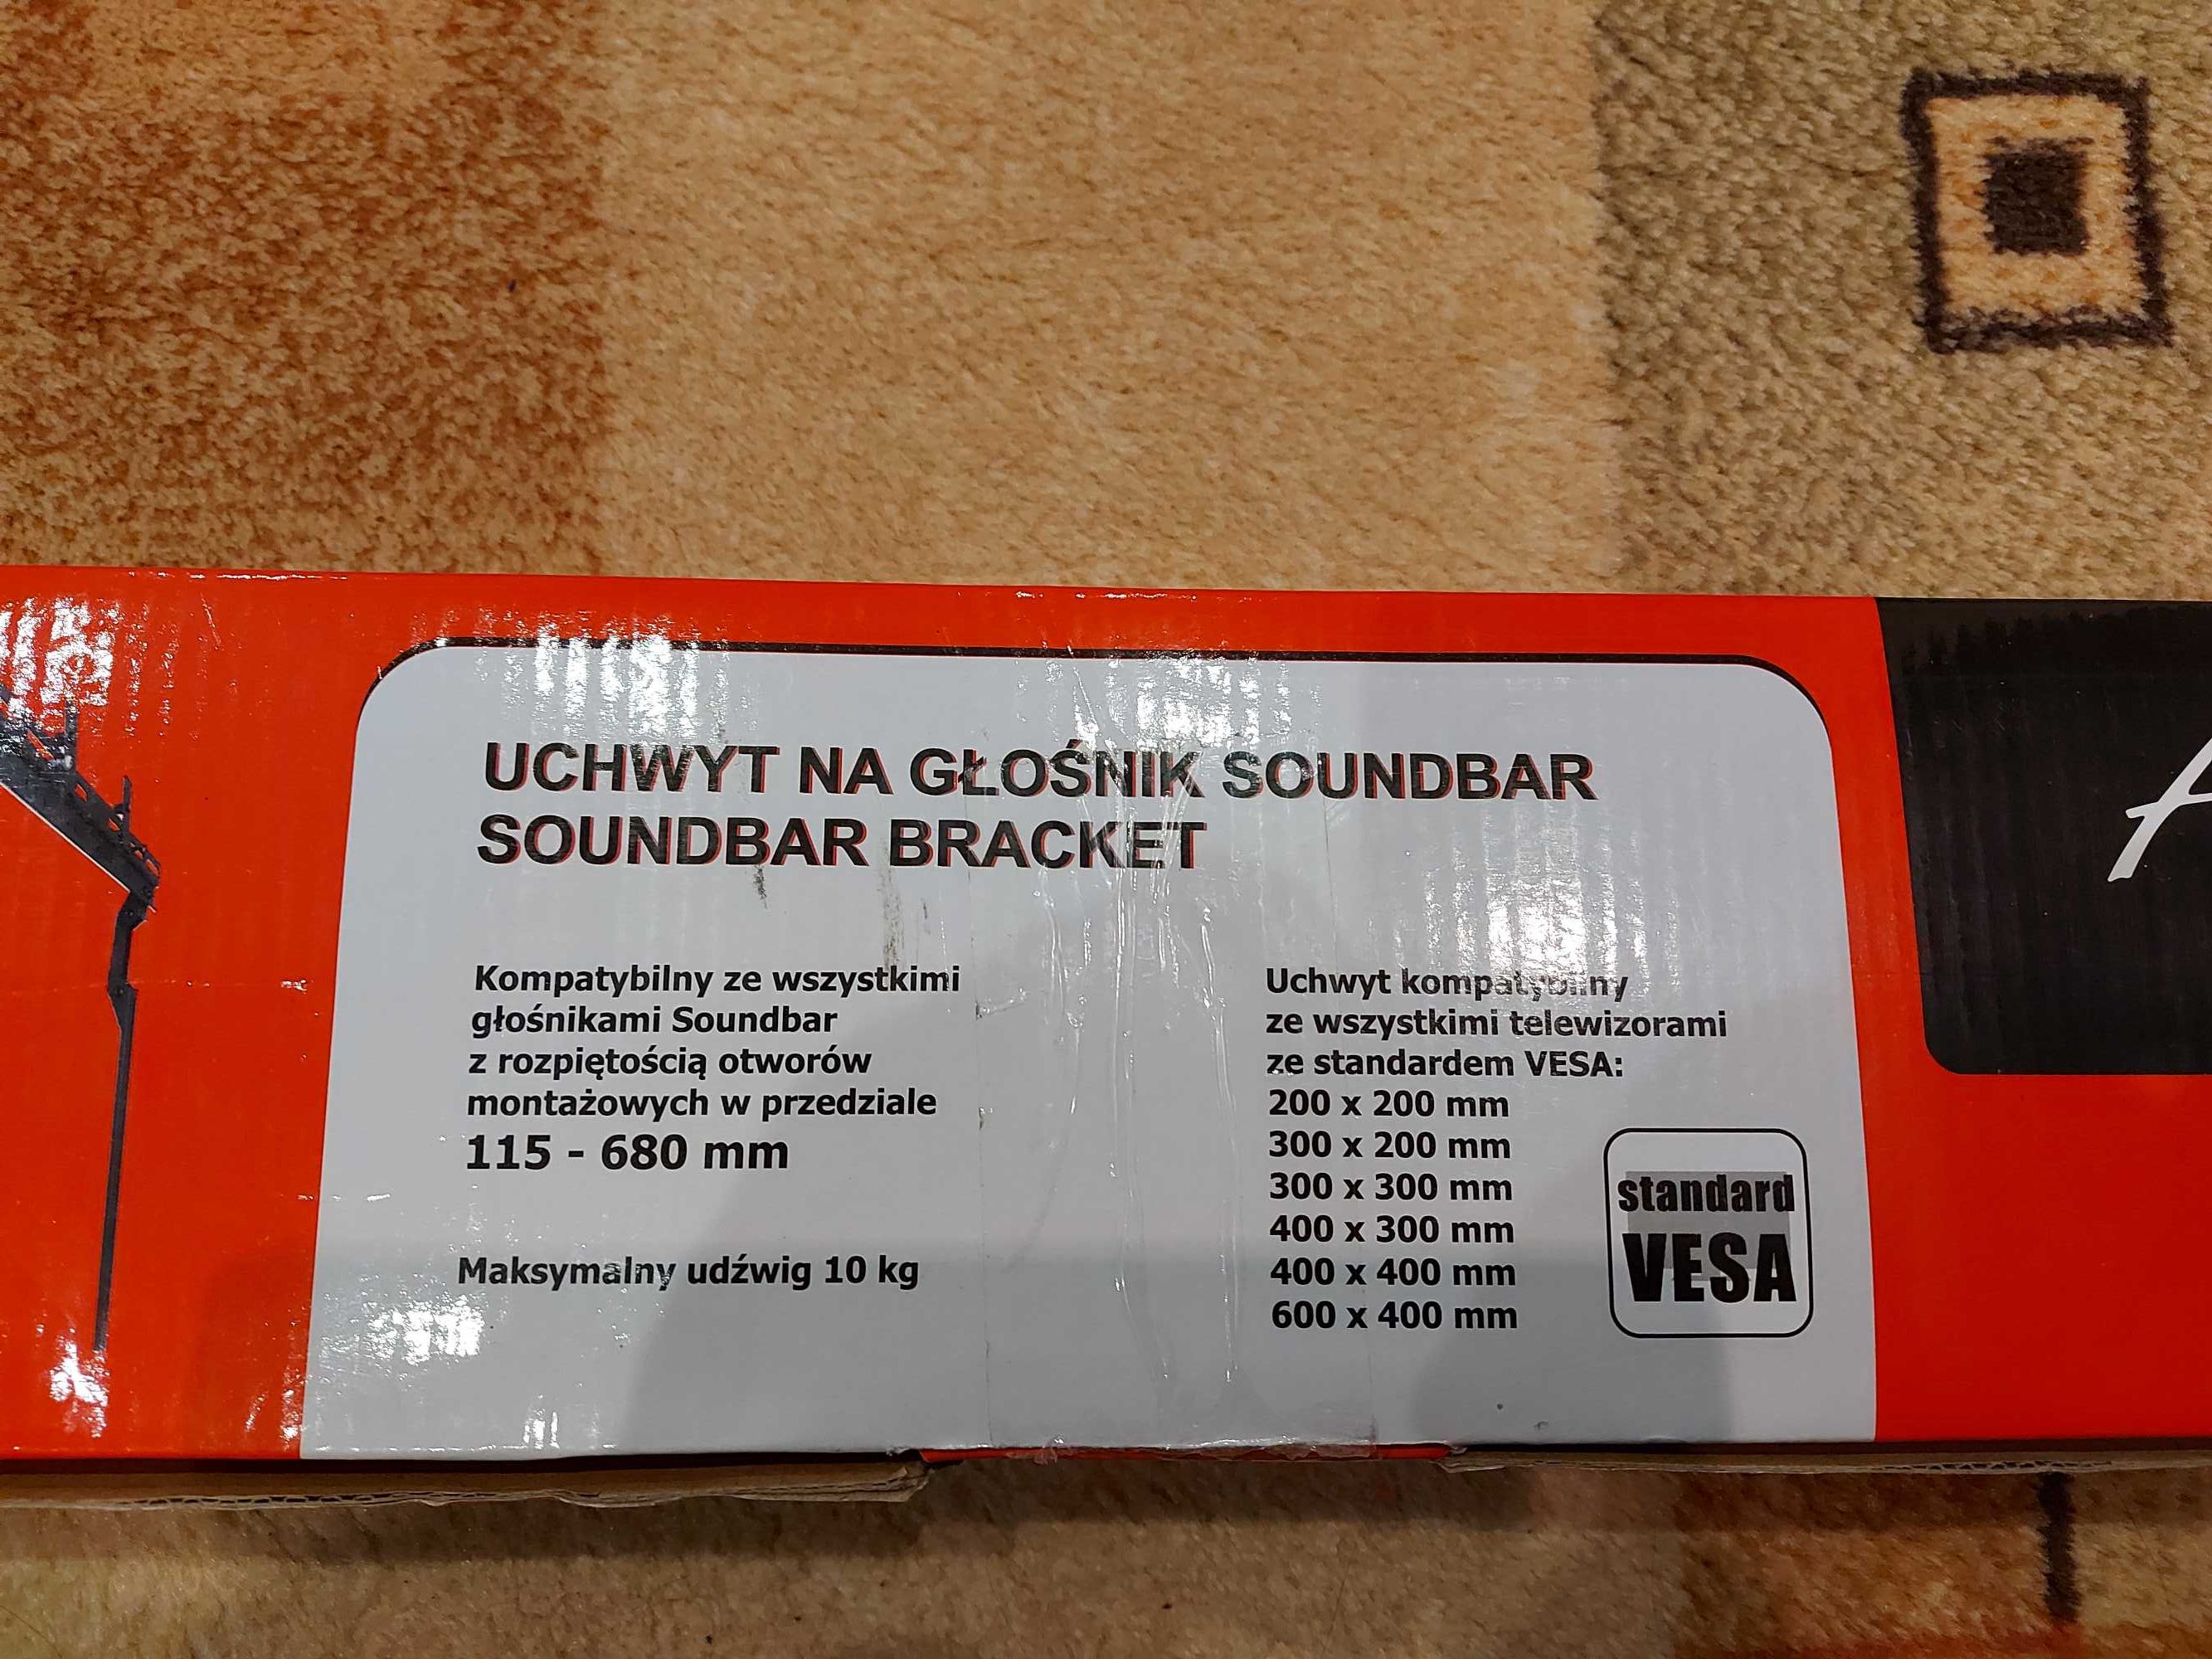 UCHWYT NA GŁOŚNIK SOUNDBAR
SOUNDBAR BRACKET
Kompatybilny ze wszystkimi
głośnikami Soundbar
z rozpiętością otworów
montażowych w przedziale
115 - 680 mm
Maksymalny udźwig 10 kg
Uchwyt kompatybilny
ze wszystkimi telewizorami
ze standardem VESA:
200 x 200 mm
300 x 200 mm
300 x 300 mm
400 x 300 mm
400 x 400 mm
600 x 400 mm
standard
VESA